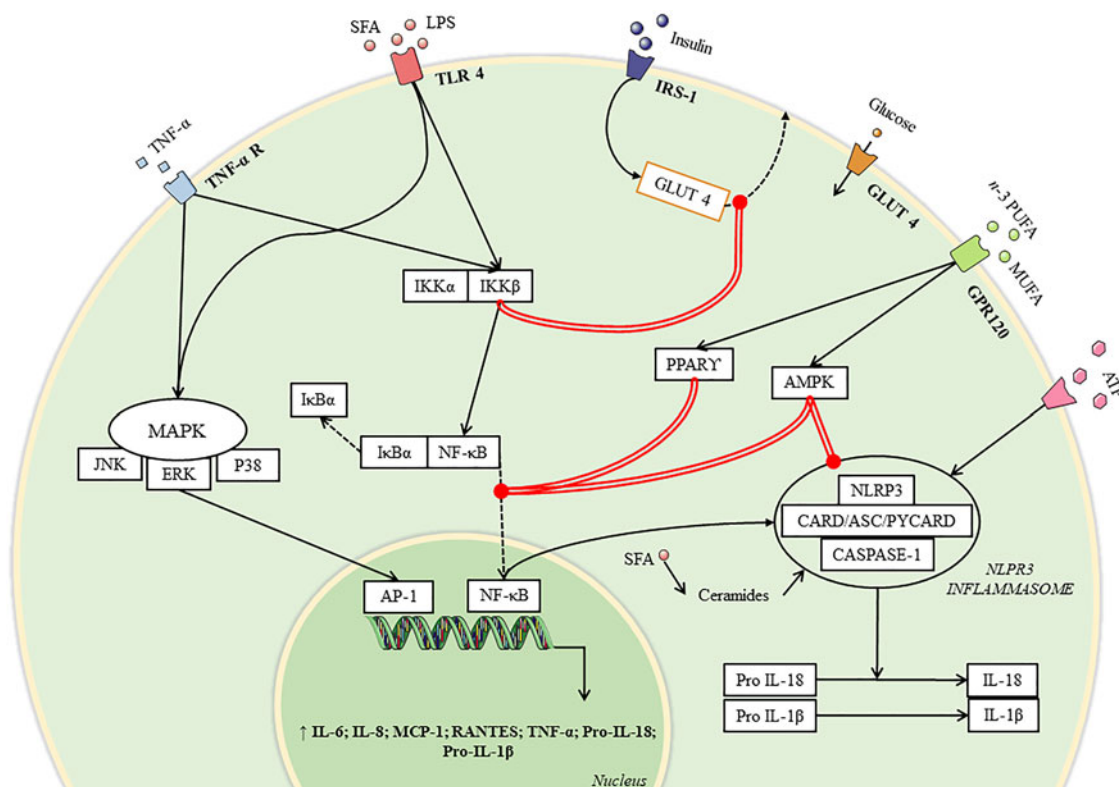 SFA
LPS
TLR 4
Insulin
IRS-1
TNF-α
TNF-α R
Glucose
GLUT 4
GLUT 4
n-3 PUFA
MUFA
GPR120
ATP
IKKα
IKKβ
PPARϒ
AMPK
IκBα
IκBα
NF-κB
MAPK
JNK
ERK
P38
NLRP3
CARD/ASC/PYCARD
CASPASE-1
NLPR3
INFLAMMASOME
SFA
Ceramides
AP-1
NF-κB
Pro IL-18
IL-18
Pro IL-1β
IL-1β
↑ IL-6; IL-8; MCP-1; RANTES; TNF-α; Pro-IL-18;
Pro-IL-1β
Nucleus